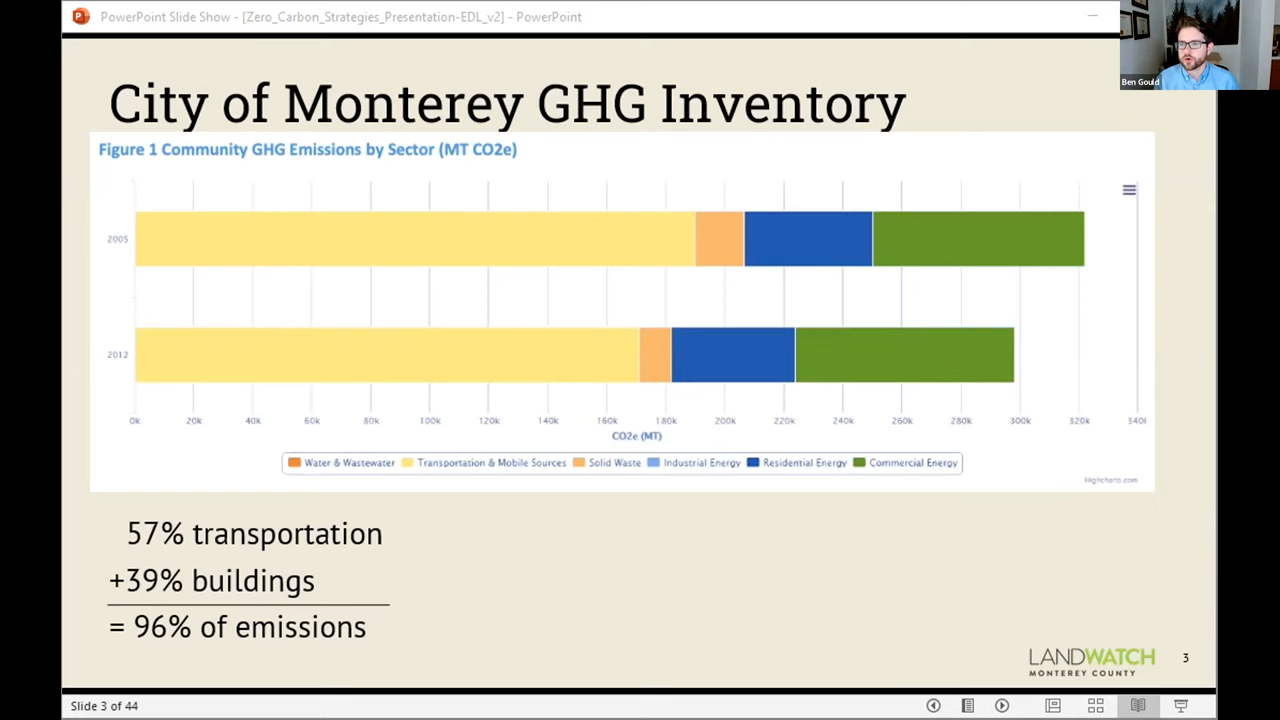 PowerPoint Slide Show - [Zero_Carbon_Strategies_Presentation-EDL_v2] - PowerPoint
Ben Gould
City of Monterey GHG Inventory
Figure 1 Community GHG Emissions by Sector (MT CO2e)
2005
2012
0k 20k 40k 60k 80k 100k 120k 140k 160k 180k 200k 220k 240k 260k 280k 300k 320k 340k
CO2e (MT)
Water & Wastewater Transportation & Mobile Sources Solid Waste Industrial Energy Residential Energy Commercial Energy
Highcharts.com
57% transportation
+39% buildings
= 96% of emissions
LANDWATCH
MONTEREY COUNTY
3
Slide 3 of 44